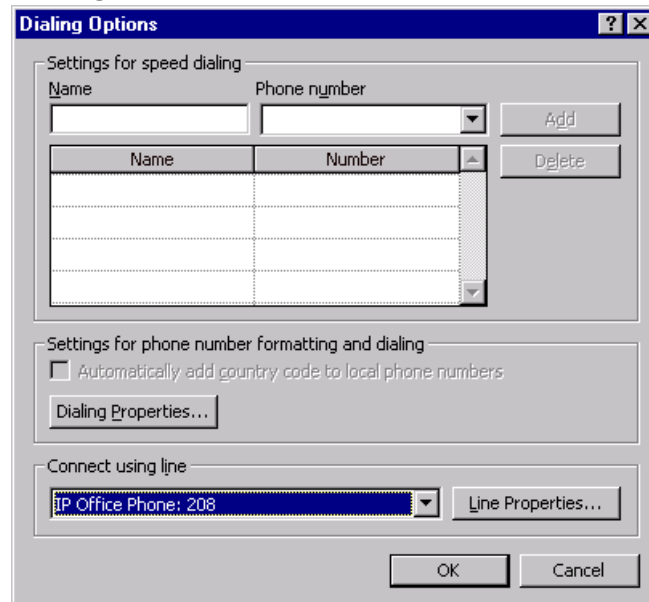 Dialing Options
Settings for speed dialing
Name Phone number
Add
Name Number Delete
Settings for phone number formatting and dialing
Automatically add country code to local phone numbers
Dialing Properties...
Connect using line
IP Office Phone: 208 Line Properties...
OK Cancel